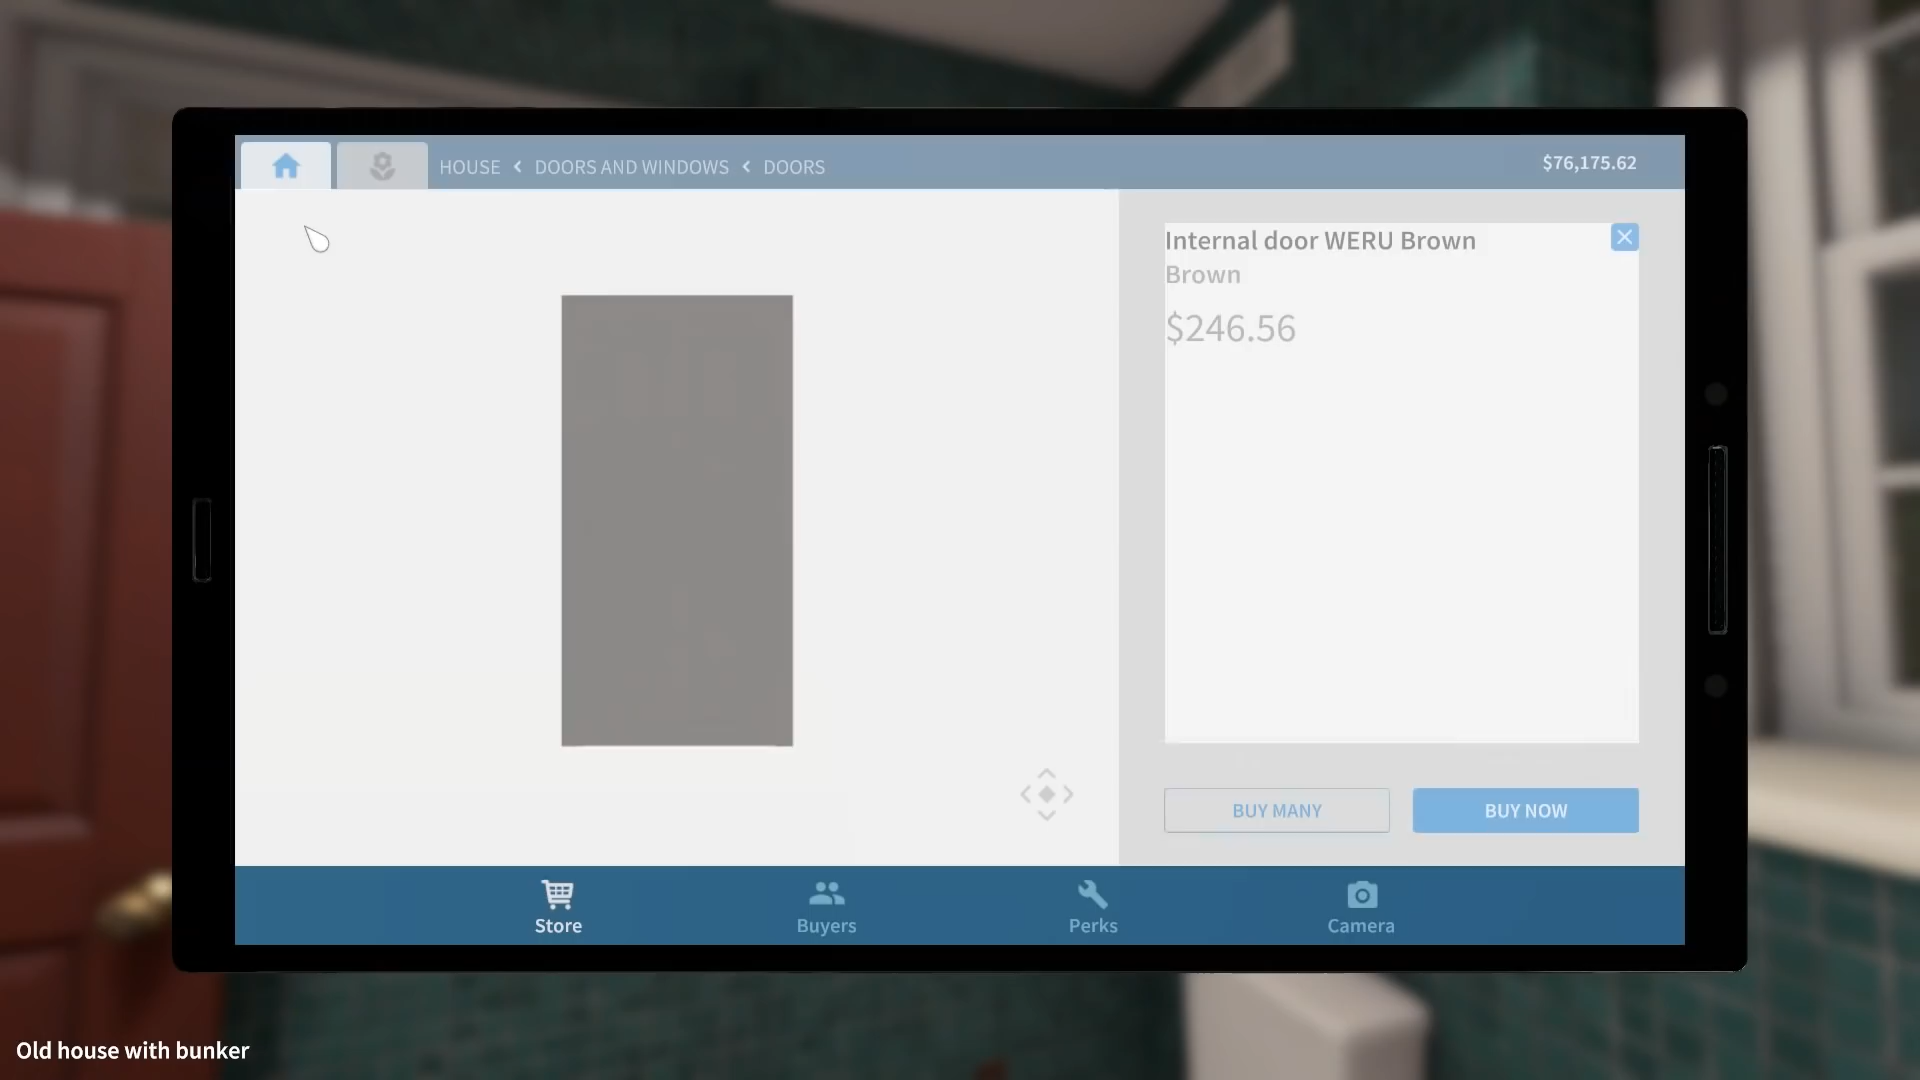 HOUSE < DOORS AND WINDOWS < DOORS
$76,175.62
Internal door WERU Brown
Brown
$246.56
BUY MANY
BUY NOW
Store
Buyers
Perks
Camera
Old house with bunker